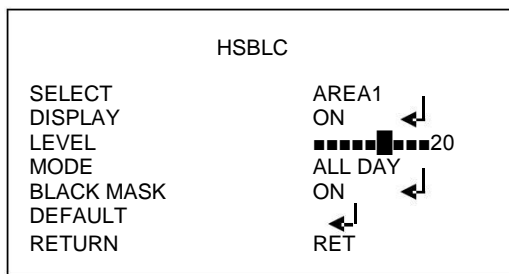 HSBLC
SELECT AREA1
DISPLAY ON
LEVEL 20
MODE ALL DAY
BLACK MASK ON
DEFAULT
RETURN RET